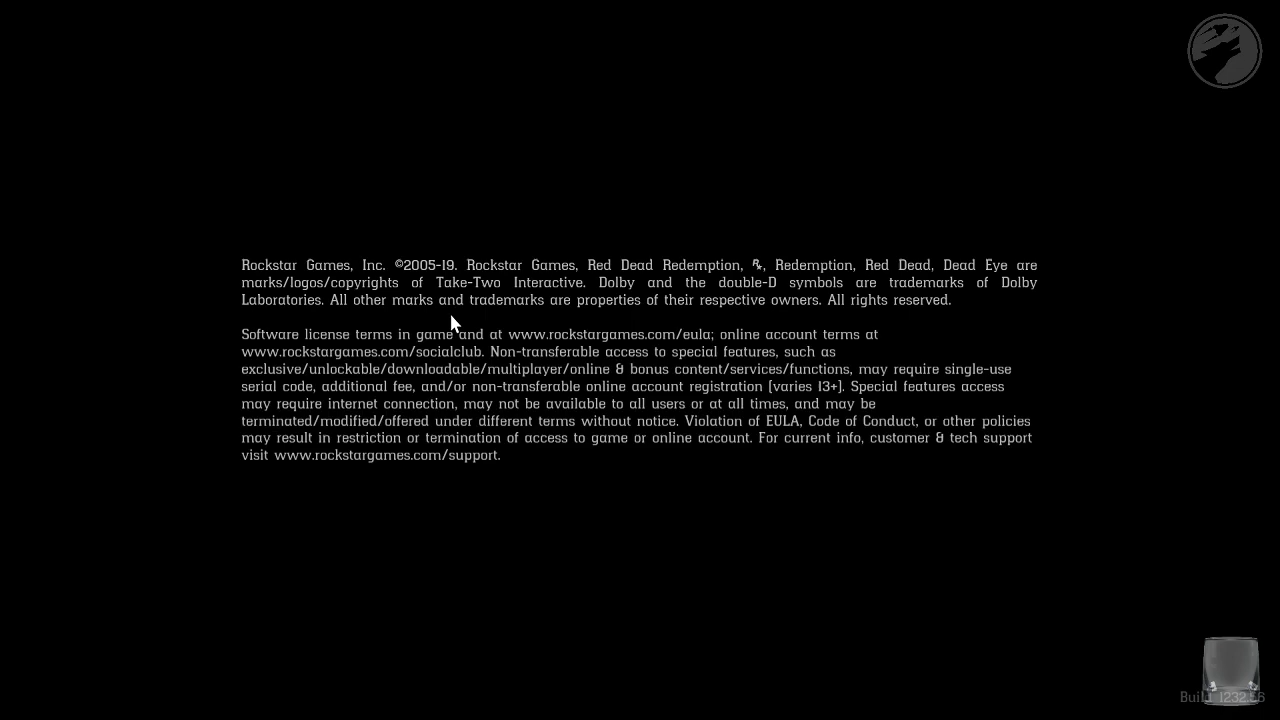 Rockstar Games, Inc. ©2005-19. Rockstar Games, Red Dead Redemption, R*, Redemption, Red Dead, Dead Eye are
marks/logos/copyrights of Take-Two Interactive. Dolby and the double-D symbols are trademarks of Dolby
Laboratories. All other marks and trademarks are properties of their respective owners. All rights reserved.
Software license terms in game and at www.rockstargames.com/eula; online account terms at
www.rockstargames.com/socialclub. Non-transferable access to special features, such as
exclusive/unlockable/downloadable/multiplayer/online & bonus content/services/functions, may require single-use
serial code, additional fee, and/or non-transferable online account registration (varies 13+). Special features access
may require internet connection, may not be available to all users or at all times, and may be
terminated/modified/offered under different terms without notice. Violation of EULA, Code of Conduct, or other policies
may result in restriction or termination of access to game or online account. For current info, customer & tech support
visit www.rockstargames.com/support.
Build